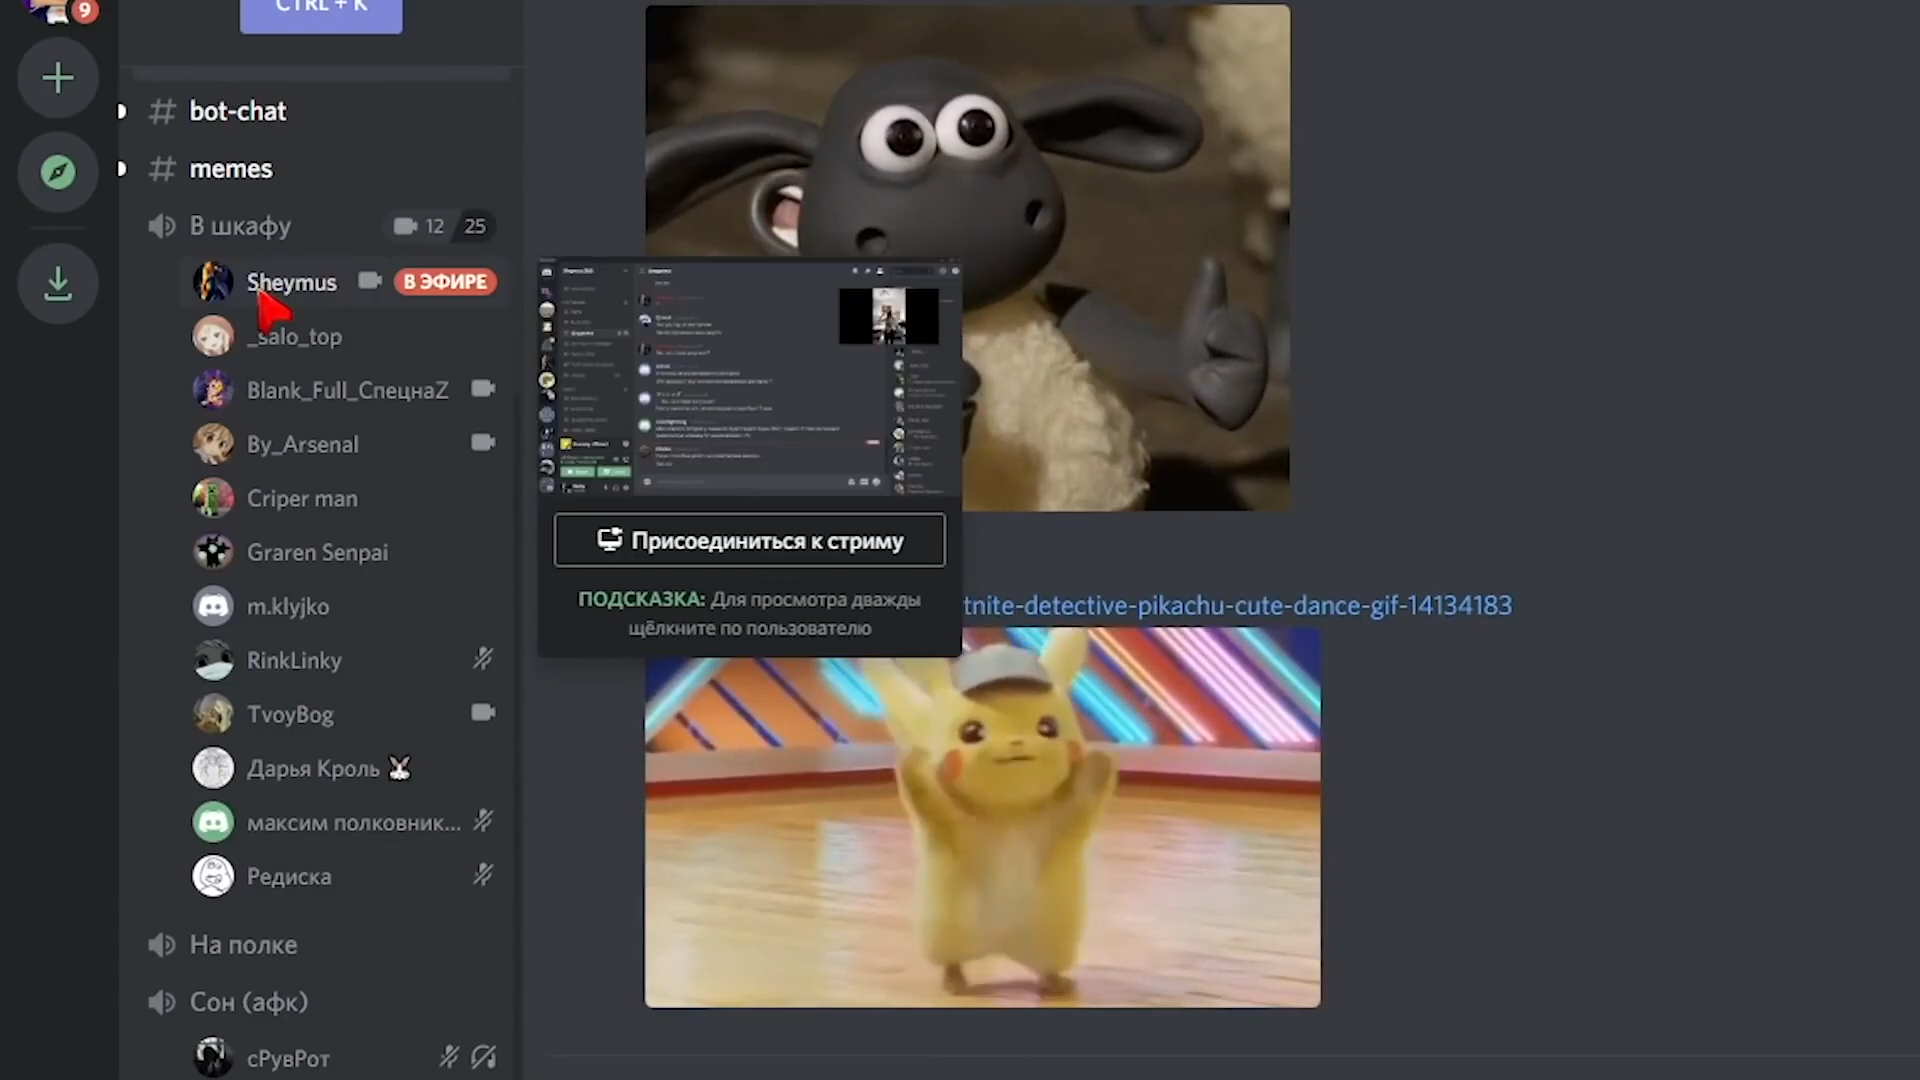 9
CTRL + K
bot-chat
memes
В шкафу 12 25
Sheymus В ЭФИРЕ
_salo_top
Blank_Full_СпецнаZ
By_Arsenal
Criper man
Graren Senpai
m.klyjko
RinkLinky
TvoyBog
Дарья Кроль
максим полковник...
Редиска
На полке
Сон (афк)
сРувРот
Присоединиться к стриму
ПОДСКАЗКА: Для просмотра дважды
щёлкните по пользователю
tnite-detective-pikachu-cute-dance-gif-14134183